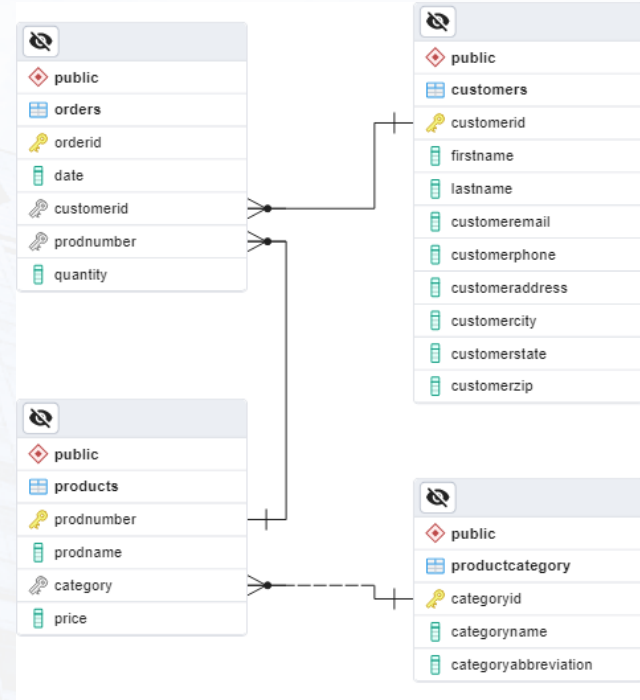 public
orders
orderid
date
customerid
prodnumber
quantity
public
customers
customerid
firstname
lastname
customeremail
customerphone
customeraddress
customercity
customerstate
customerzip
public
products
prodnumber
prodname
category
price
public
productcategory
categoryid
categoryname
categoryabbreviation